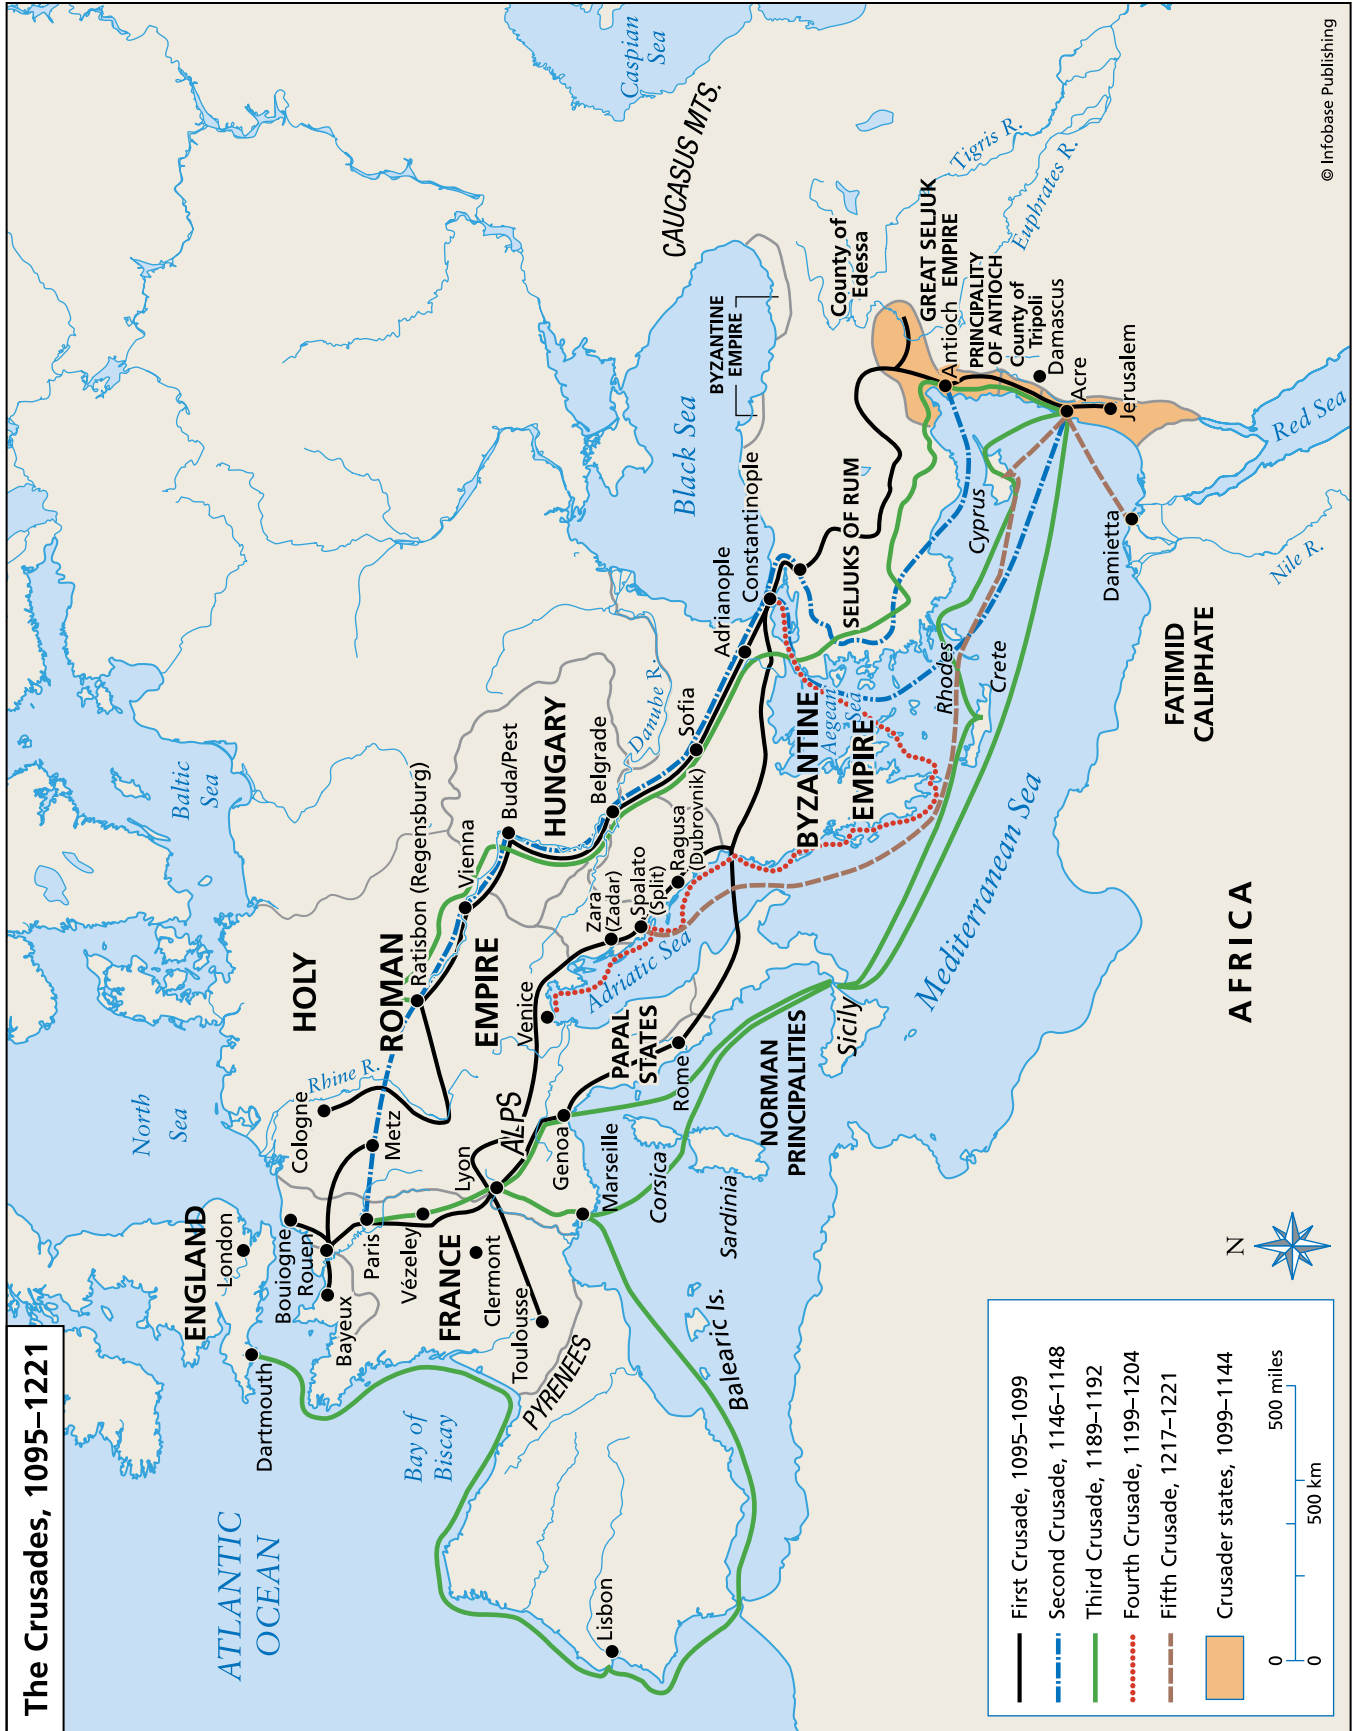 The Crusades, 1095–1221
ATLANTIC
OCEAN
North
Sea
Baltic
Sea
Caspian
Sea
CAUCASUS MTS.
ENGLAND
London
Dartmouth
Bouiogne
Rouen
Bayeux
Paris
Vézeley
FRANCE
Clermont
Toulousse
PYRENEES
Bay of
Biscay
Lisbon
Cologne
Rhine R.
Metz
Lyon
ALPS
Genoa
Marseille
Corsica
Sardinia
Balearic Is.
HOLY
ROMAN
EMPIRE
Ratisbon (Regensburg)
Vienna
Buda/Pest
HUNGARY
Belgrade
Danube R.
Sofia
Venice
Zara
(Zadar)
Spalato
(Split)
Ragusa
(Dubrovnik)
Adriatic Sea
PAPAL
STATES
Rome
NORMAN
PRINCIPALITIES
Sicily
Adrianople
Constantinople
Black Sea
BYZANTINE
EMPIRE
BYZANTINE
EMPIRE
Aegean
Sea
SELJUKS OF RUM
Rhodes
Crete
Cyprus
Mediterranean Sea
County of
Edessa
GREAT SELJUK
EMPIRE
Antioch
PRINCIPALITY
OF ANTIOCH
County of
Tripoli
Damascus
Acre
Jerusalem
Tigris R.
Euphrates R.
Damietta
Nile R.
Red Sea
FATIMID
CALIPHATE
AFRICA
N
First Crusade, 1095–1099
Second Crusade, 1146–1148
Third Crusade, 1189–1192
Fourth Crusade, 1199–1204
Fifth Crusade, 1217–1221
Crusader states, 1099–1144
0 500 miles
0 500 km
© Infobase Publishing